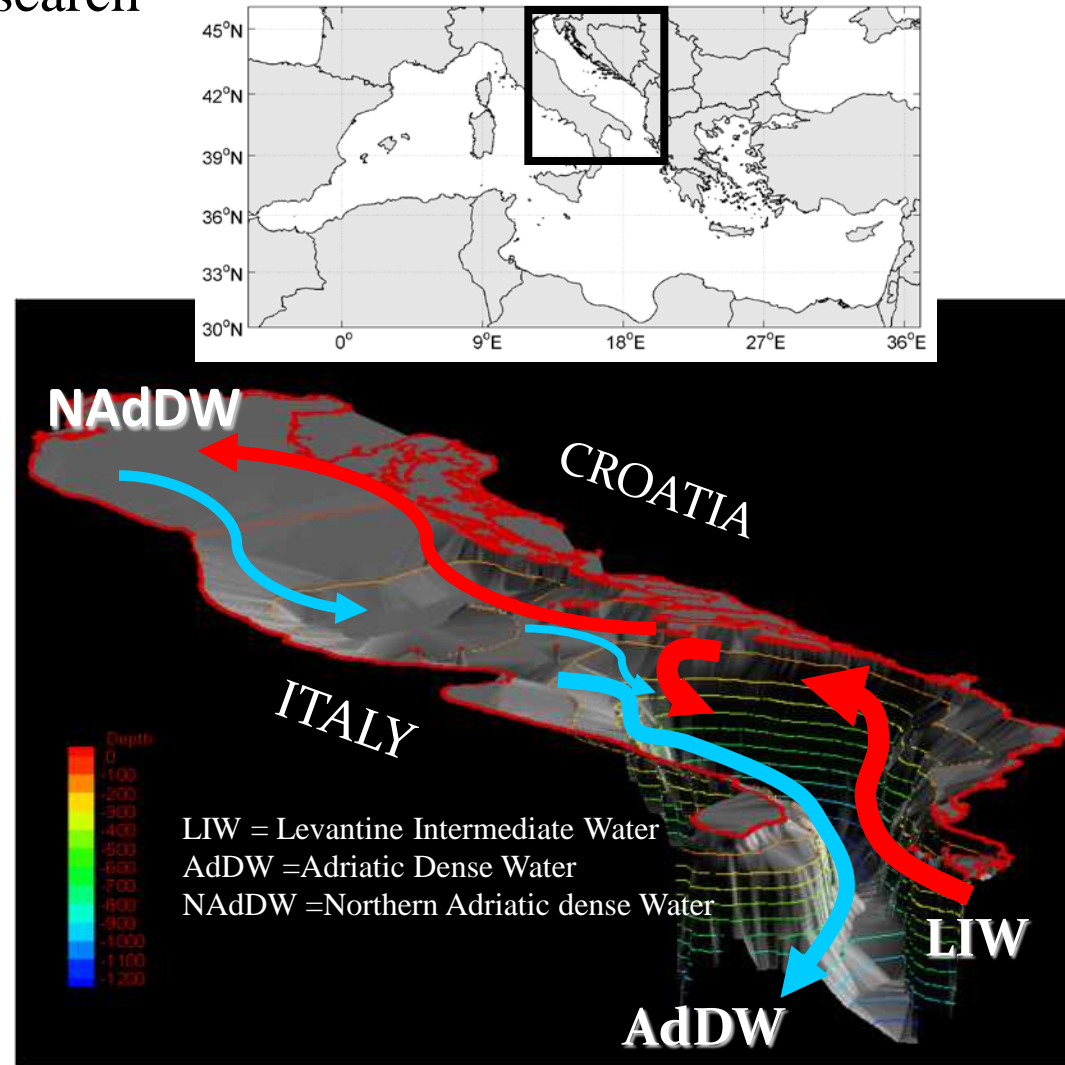 search
45°N
42°N
39°N
36°N
33°N
30°N
0° 9°E 18°E 27°E 36°E
NAdDW
CROATIA
ITALY
Depth
0
-100
-200
-300
-400
-500
-600
-700
-800
-900
-1000
-1100
-1200
LIW = Levantine Intermediate Water
AdDW =Adriatic Dense Water
NAdDW =Northern Adriatic dense Water
LIW
AdDW